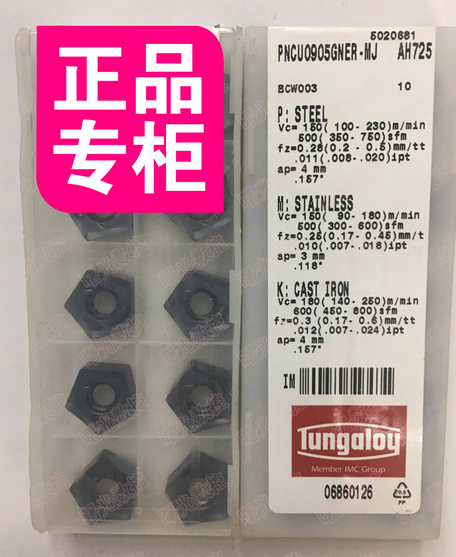 正品
专柜
5020681
PNCU0905GNER-MJ AH725
BCW003 10
P: STEEL
Vc= 150( 100- 230)m/min
500( 350- 750)sfm
fz=0.28(0.2 - 0.5)mm/tt
.011(.008-.020)ipt
ap= 4 mm
.157"
M: STAINLESS
Vc= 150( 90- 180)m/min
500( 300- 600)sfm
fz=0.25(0.17- 0.45)mm/tt
.010(.007-.018)ipt
ap= 3 mm
.118"
K: CAST IRON
Vc= 180( 140- 250)m/min
600( 450- 800)sfm
fz=0.3 (0.17- 0.6)mm/tt
.012(.007-.024)ipt
ap= 4 mm
.157"
IM
Tungaloy
Member IMC Group
06860126
PP